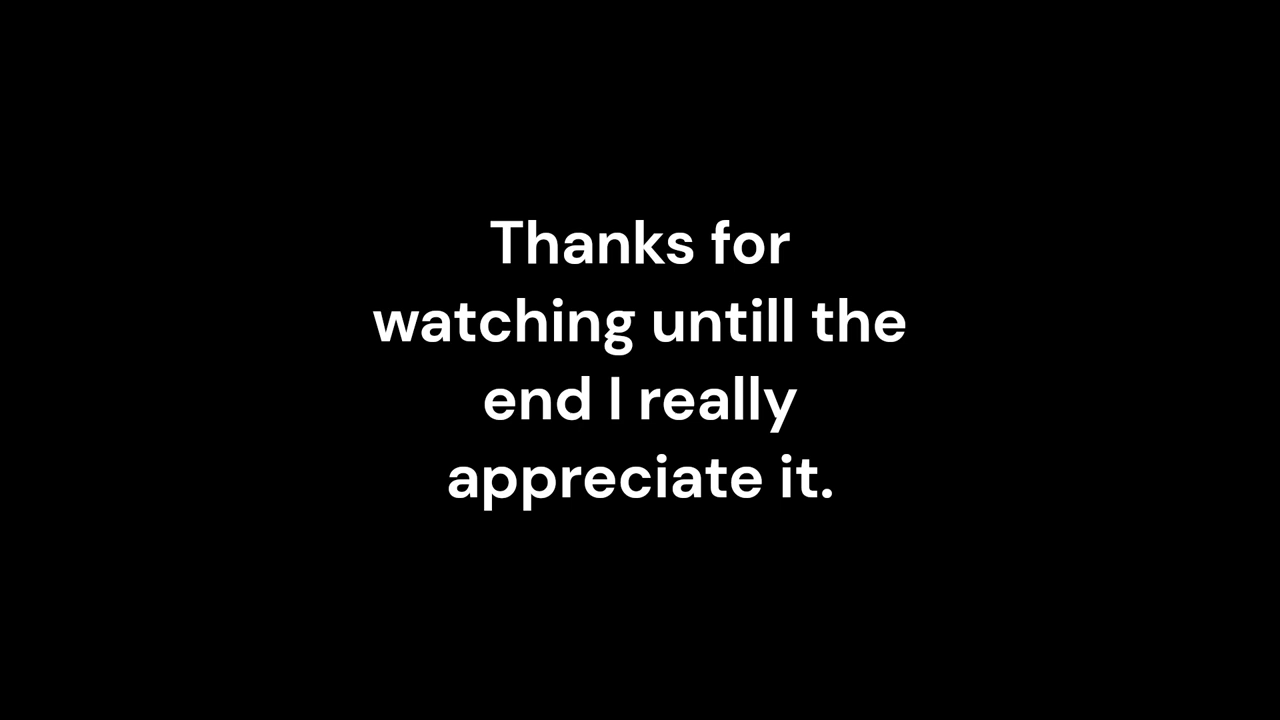 Thanks for
watching untill the
end I really
appreciate it.